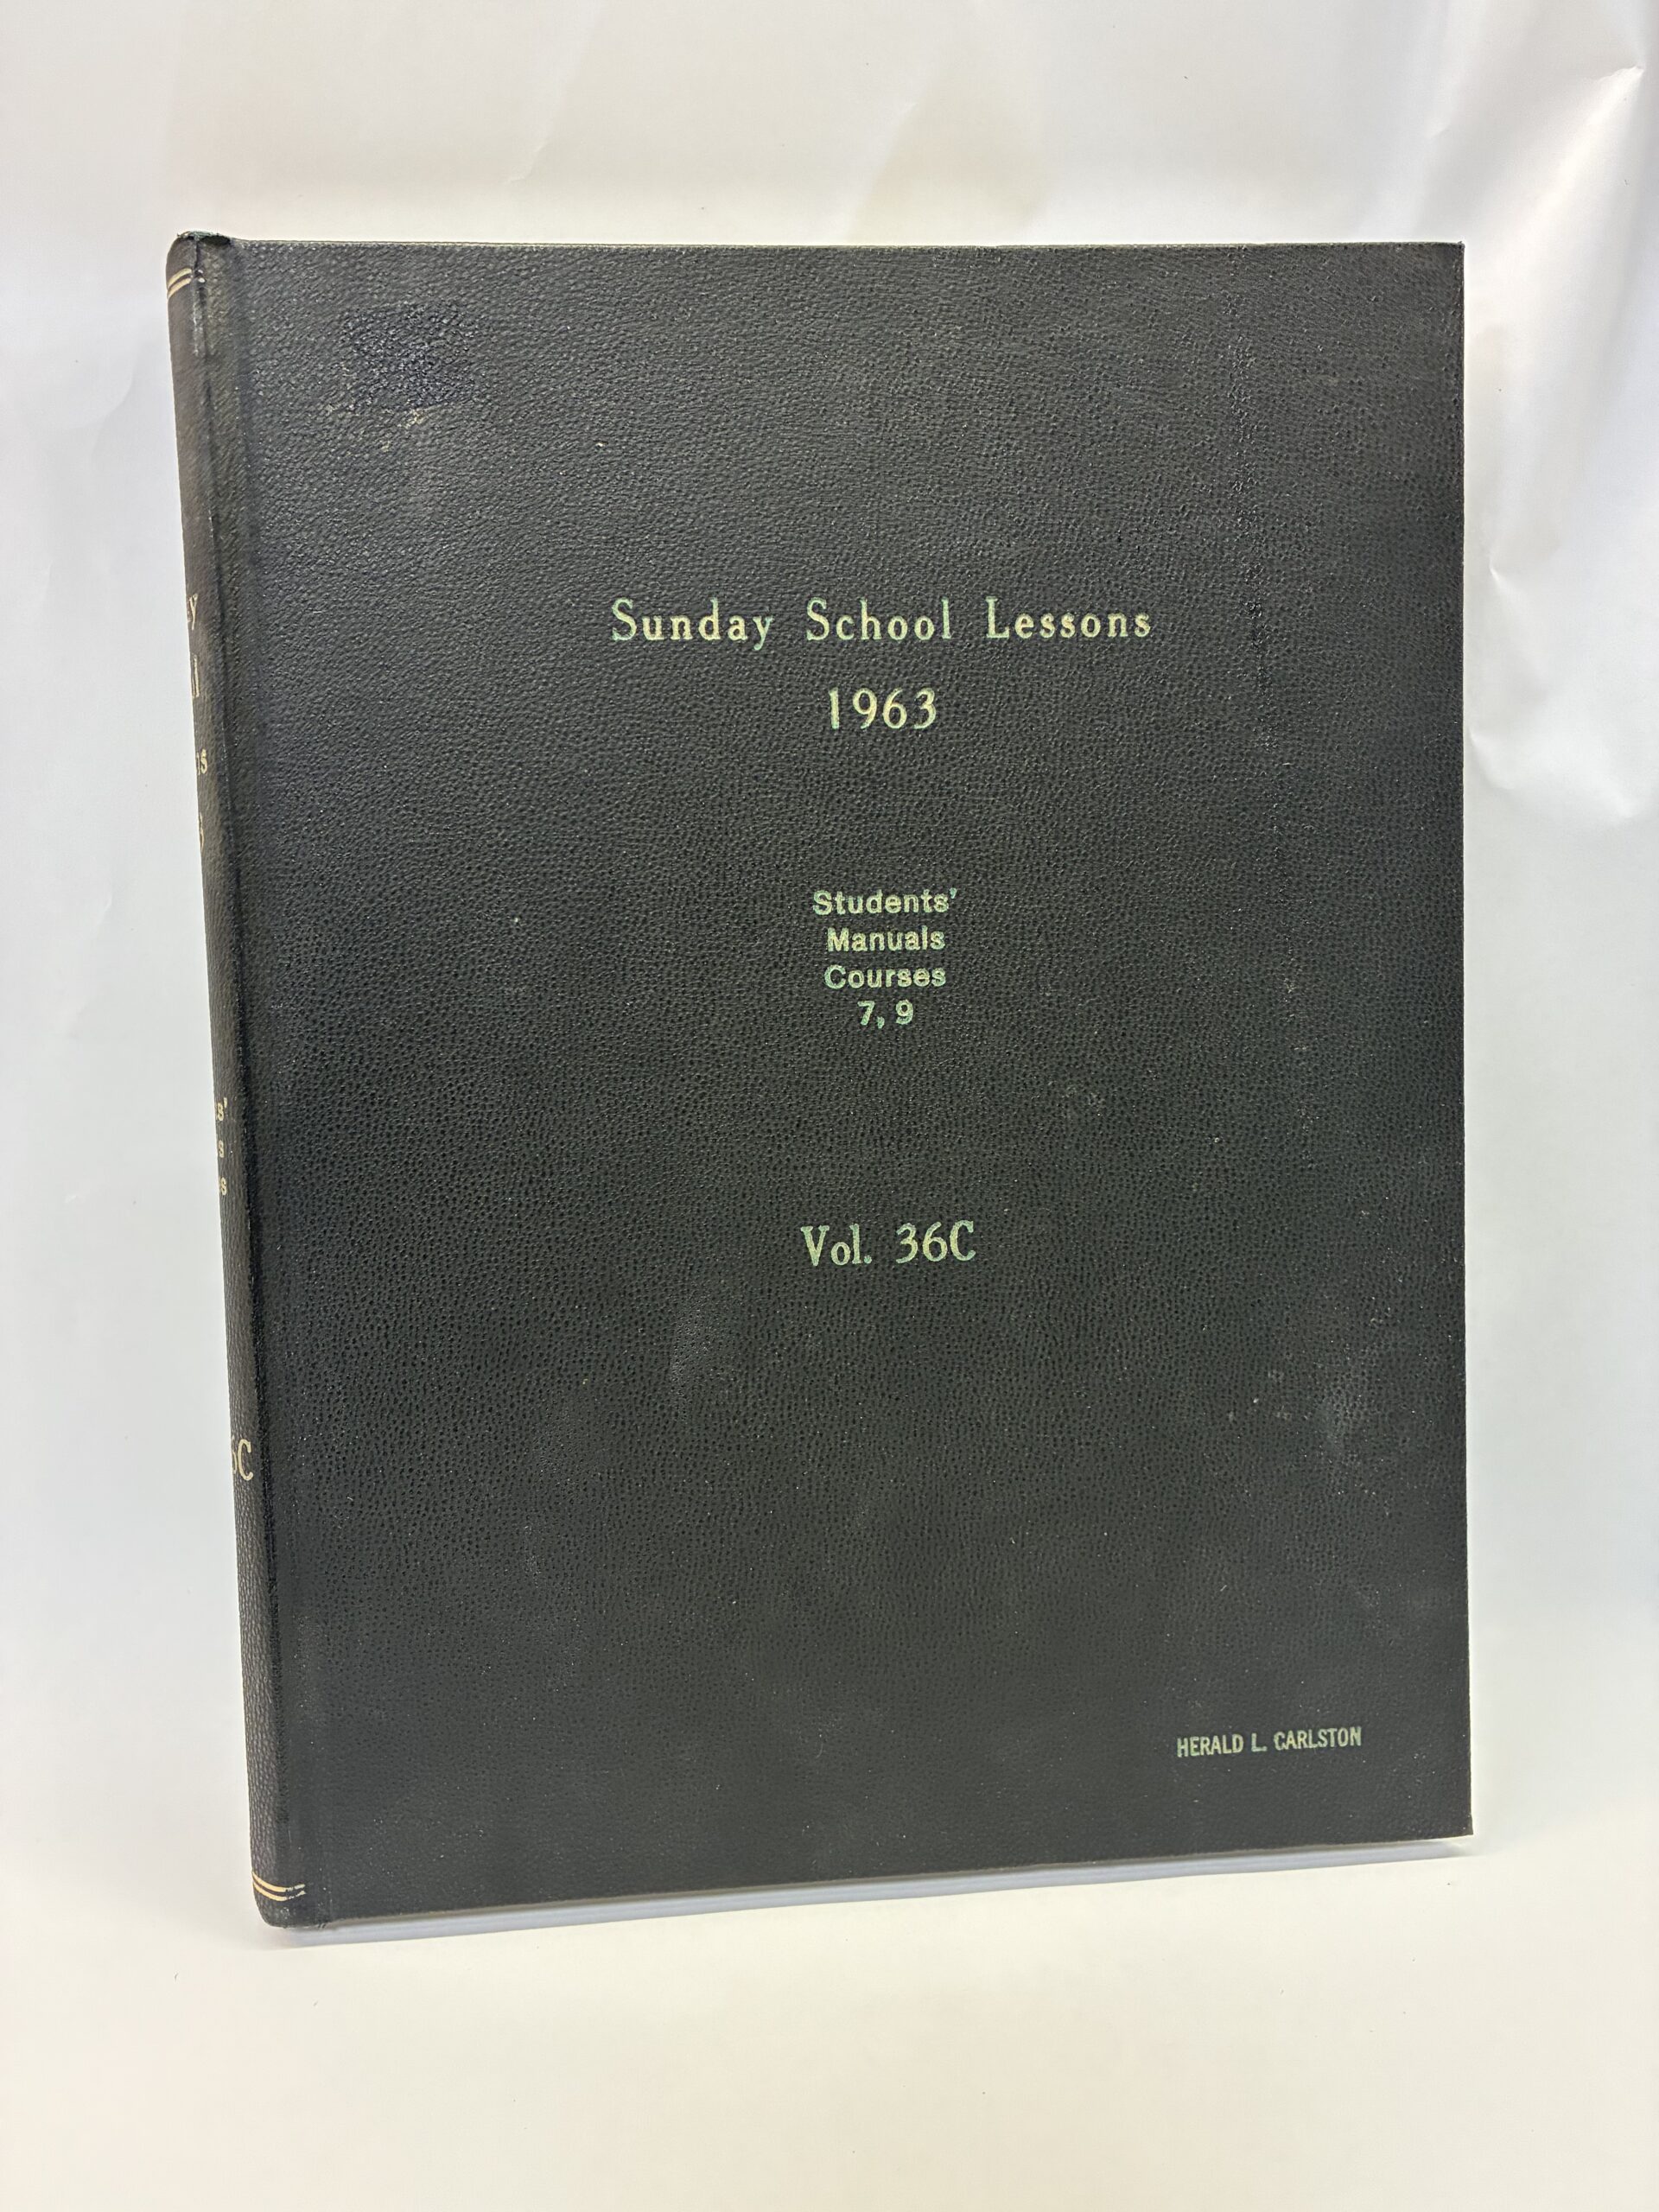 Sunday School Lessons
1963
Students'
Manuals
Courses
7, 9
Vol. 36C
HERALD L. CARLSTON